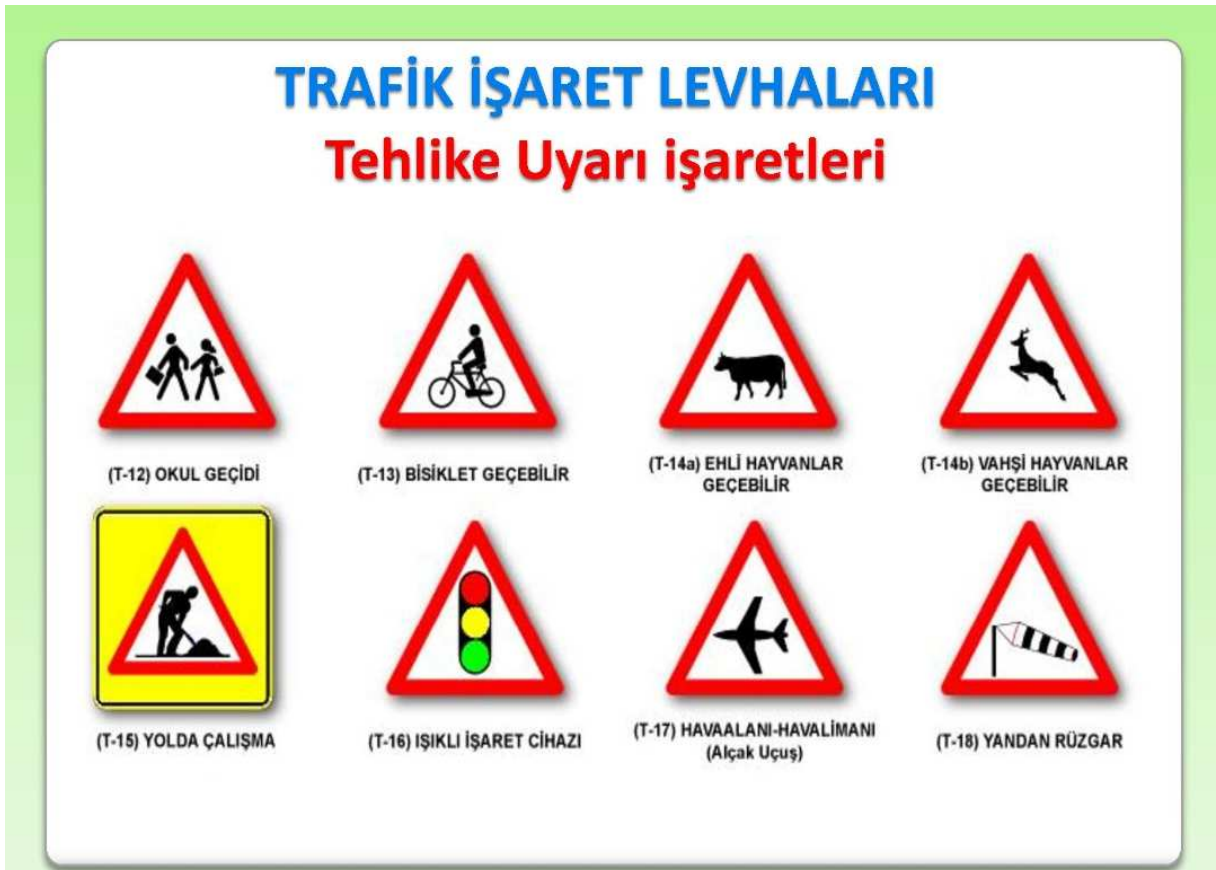 TRAFİK İŞARET LEVHALARI
Tehlike Uyarı işaretleri
(T-12) OKUL GEÇİDİ
(T-13) BİSİKLET GEÇEBİLİR
(T-14a) EHLİ HAYVANLAR
GEÇEBİLİR
(T-14b) VAHŞİ HAYVANLAR
GEÇEBİLİR
(T-15) YOLDA ÇALIŞMA
(T-16) IŞIKLI İŞARET CİHAZI
(T-17) HAVAALANI-HAVALİMANI
(Alçak Uçuş)
(T-18) YANDAN RÜZGAR